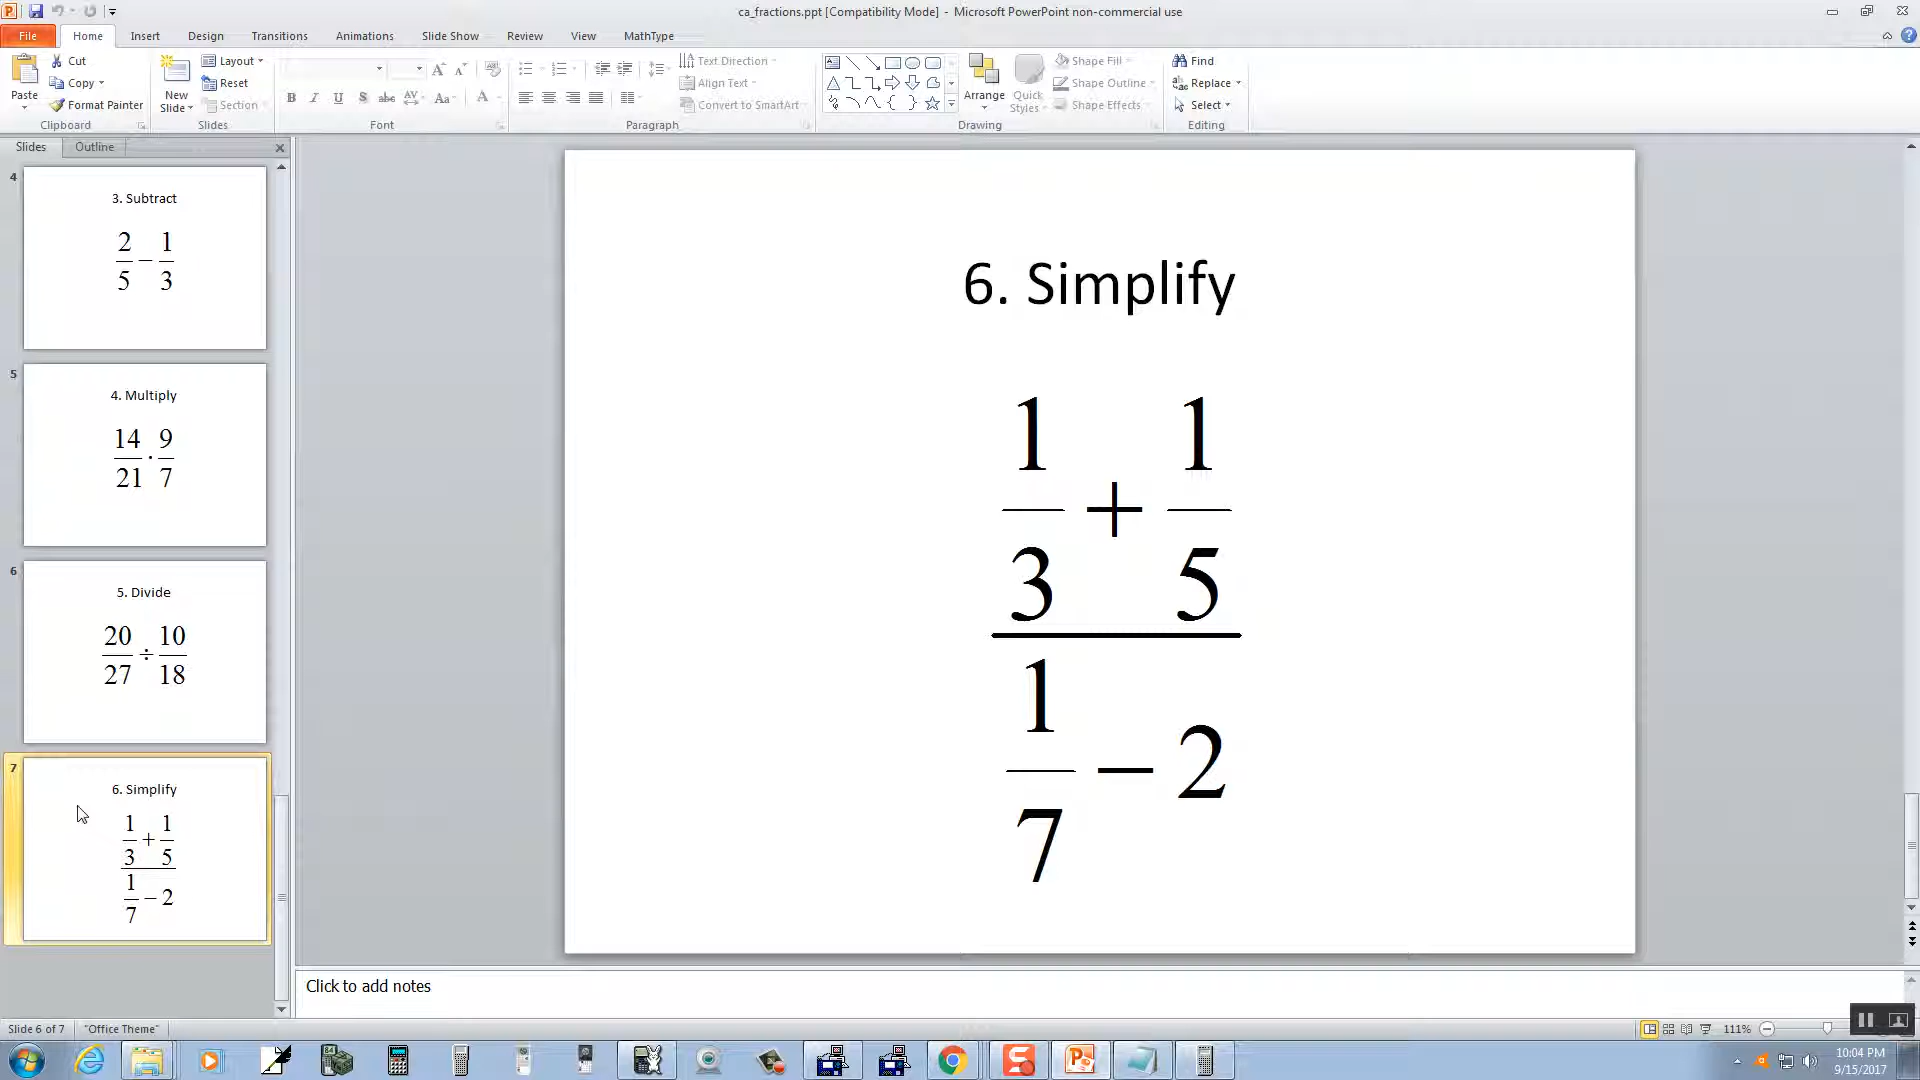 ca_fractions.ppt [Compatibility Mode] - Microsoft PowerPoint non-commercial use
File Home Insert Design Transitions Animations Slide Show Review View MathType
Paste
Cut
Copy
Format Painter
Clipboard
New Slide
Layout
Reset
Section
Slides
B I U S abc AV Aa A
Font
Text Direction
Align Text
Convert to SmartArt
Paragraph
Arrange
Quick Styles
Shape Fill
Shape Outline
Shape Effects
Drawing
Find
Replace
Select
Editing
Slides Outline
4
3. Subtract
2 1
— − —
5 3
5
4. Multiply
14 9
— · —
21 7
6
5. Divide
20 10
— ÷ —
27 18
7
6. Simplify
1 1
— + —
3 5
1
— − 2
7
6. Simplify
1 1
— + —
3 5
1
— − 2
7
Click to add notes
Slide 6 of 7 "Office Theme"
111%
10:04 PM
9/15/2017